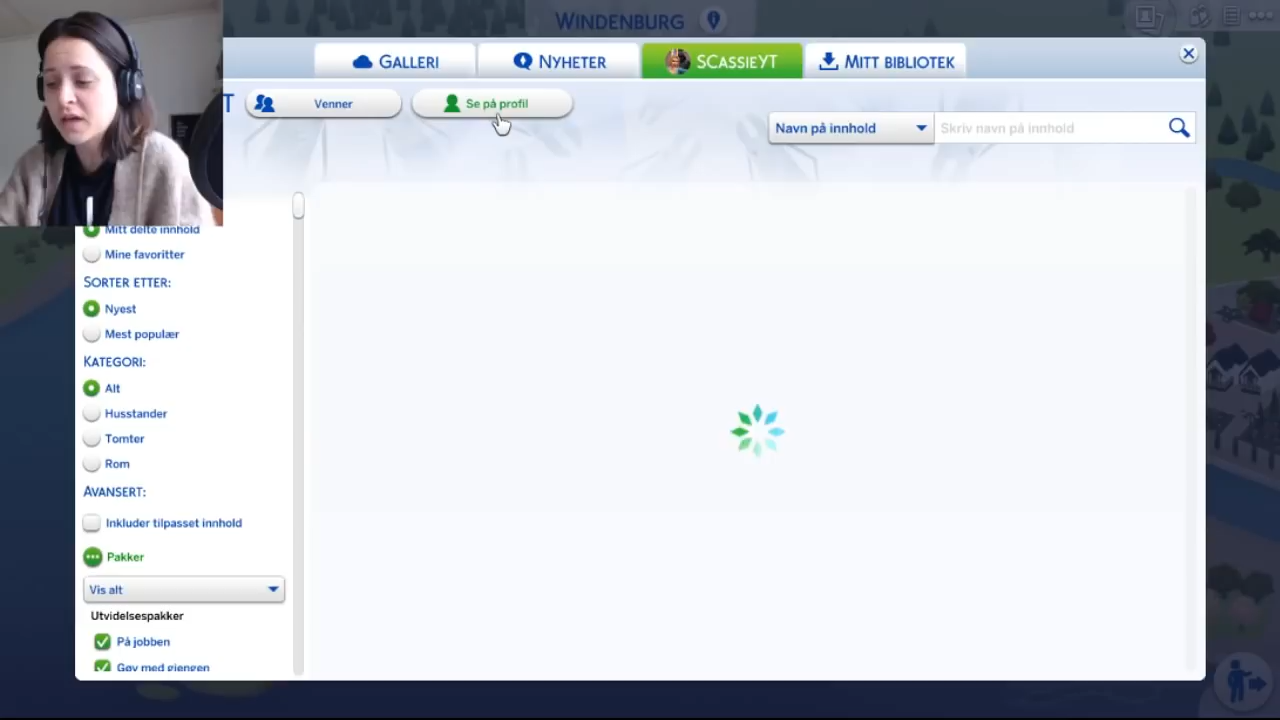 WINDENBURG
GALLERI
NYHETER
SCASSIEYT
MITT BIBLIOTEK
T
Venner
Se på profil
Navn på innhold
Skriv navn på innhold
Mitt delte innhold
Mine favoritter
SORTER ETTER:
Nyest
Mest populær
KATEGORI:
Alt
Husstander
Tomter
Rom
AVANSERT:
Inkluder tilpasset innhold
Pakker
Vis alt
Utvidelsespakker
På jobben
Gøy med gjengen